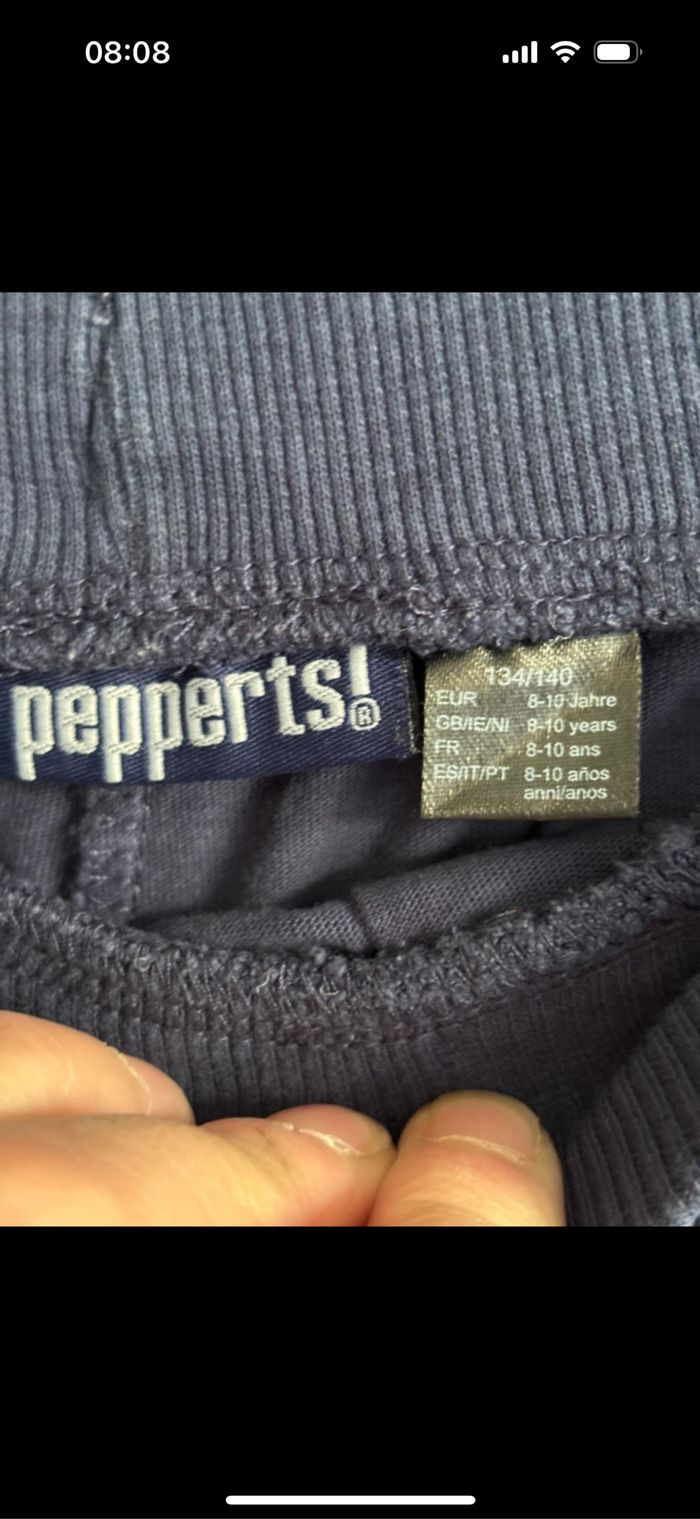 08:08
pepperts!®
134/140
EUR 8-10 Jahre
GB/IE/NI 8-10 years
FR 8-10 ans
ES/IT/PT 8-10 años
anni/anos